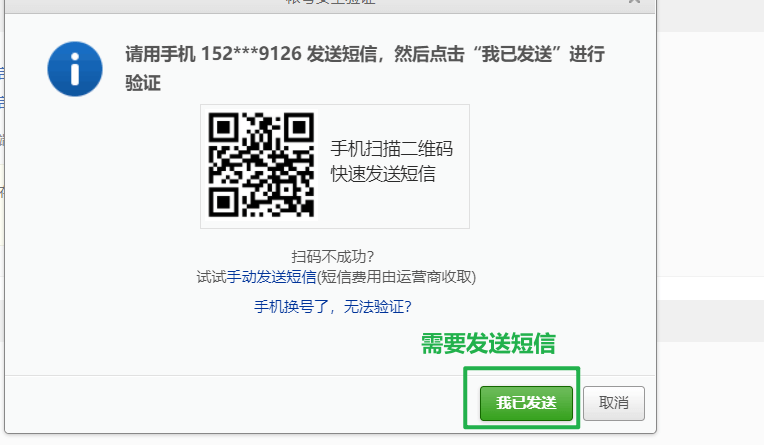 请用手机 152***9126 发送短信，然后点击“我已发送”进行
验证
手机扫描二维码
快速发送短信
扫码不成功？
试试手动发送短信(短信费用由运营商收取)
手机换号了，无法验证？
需要发送短信
我已发送
取消